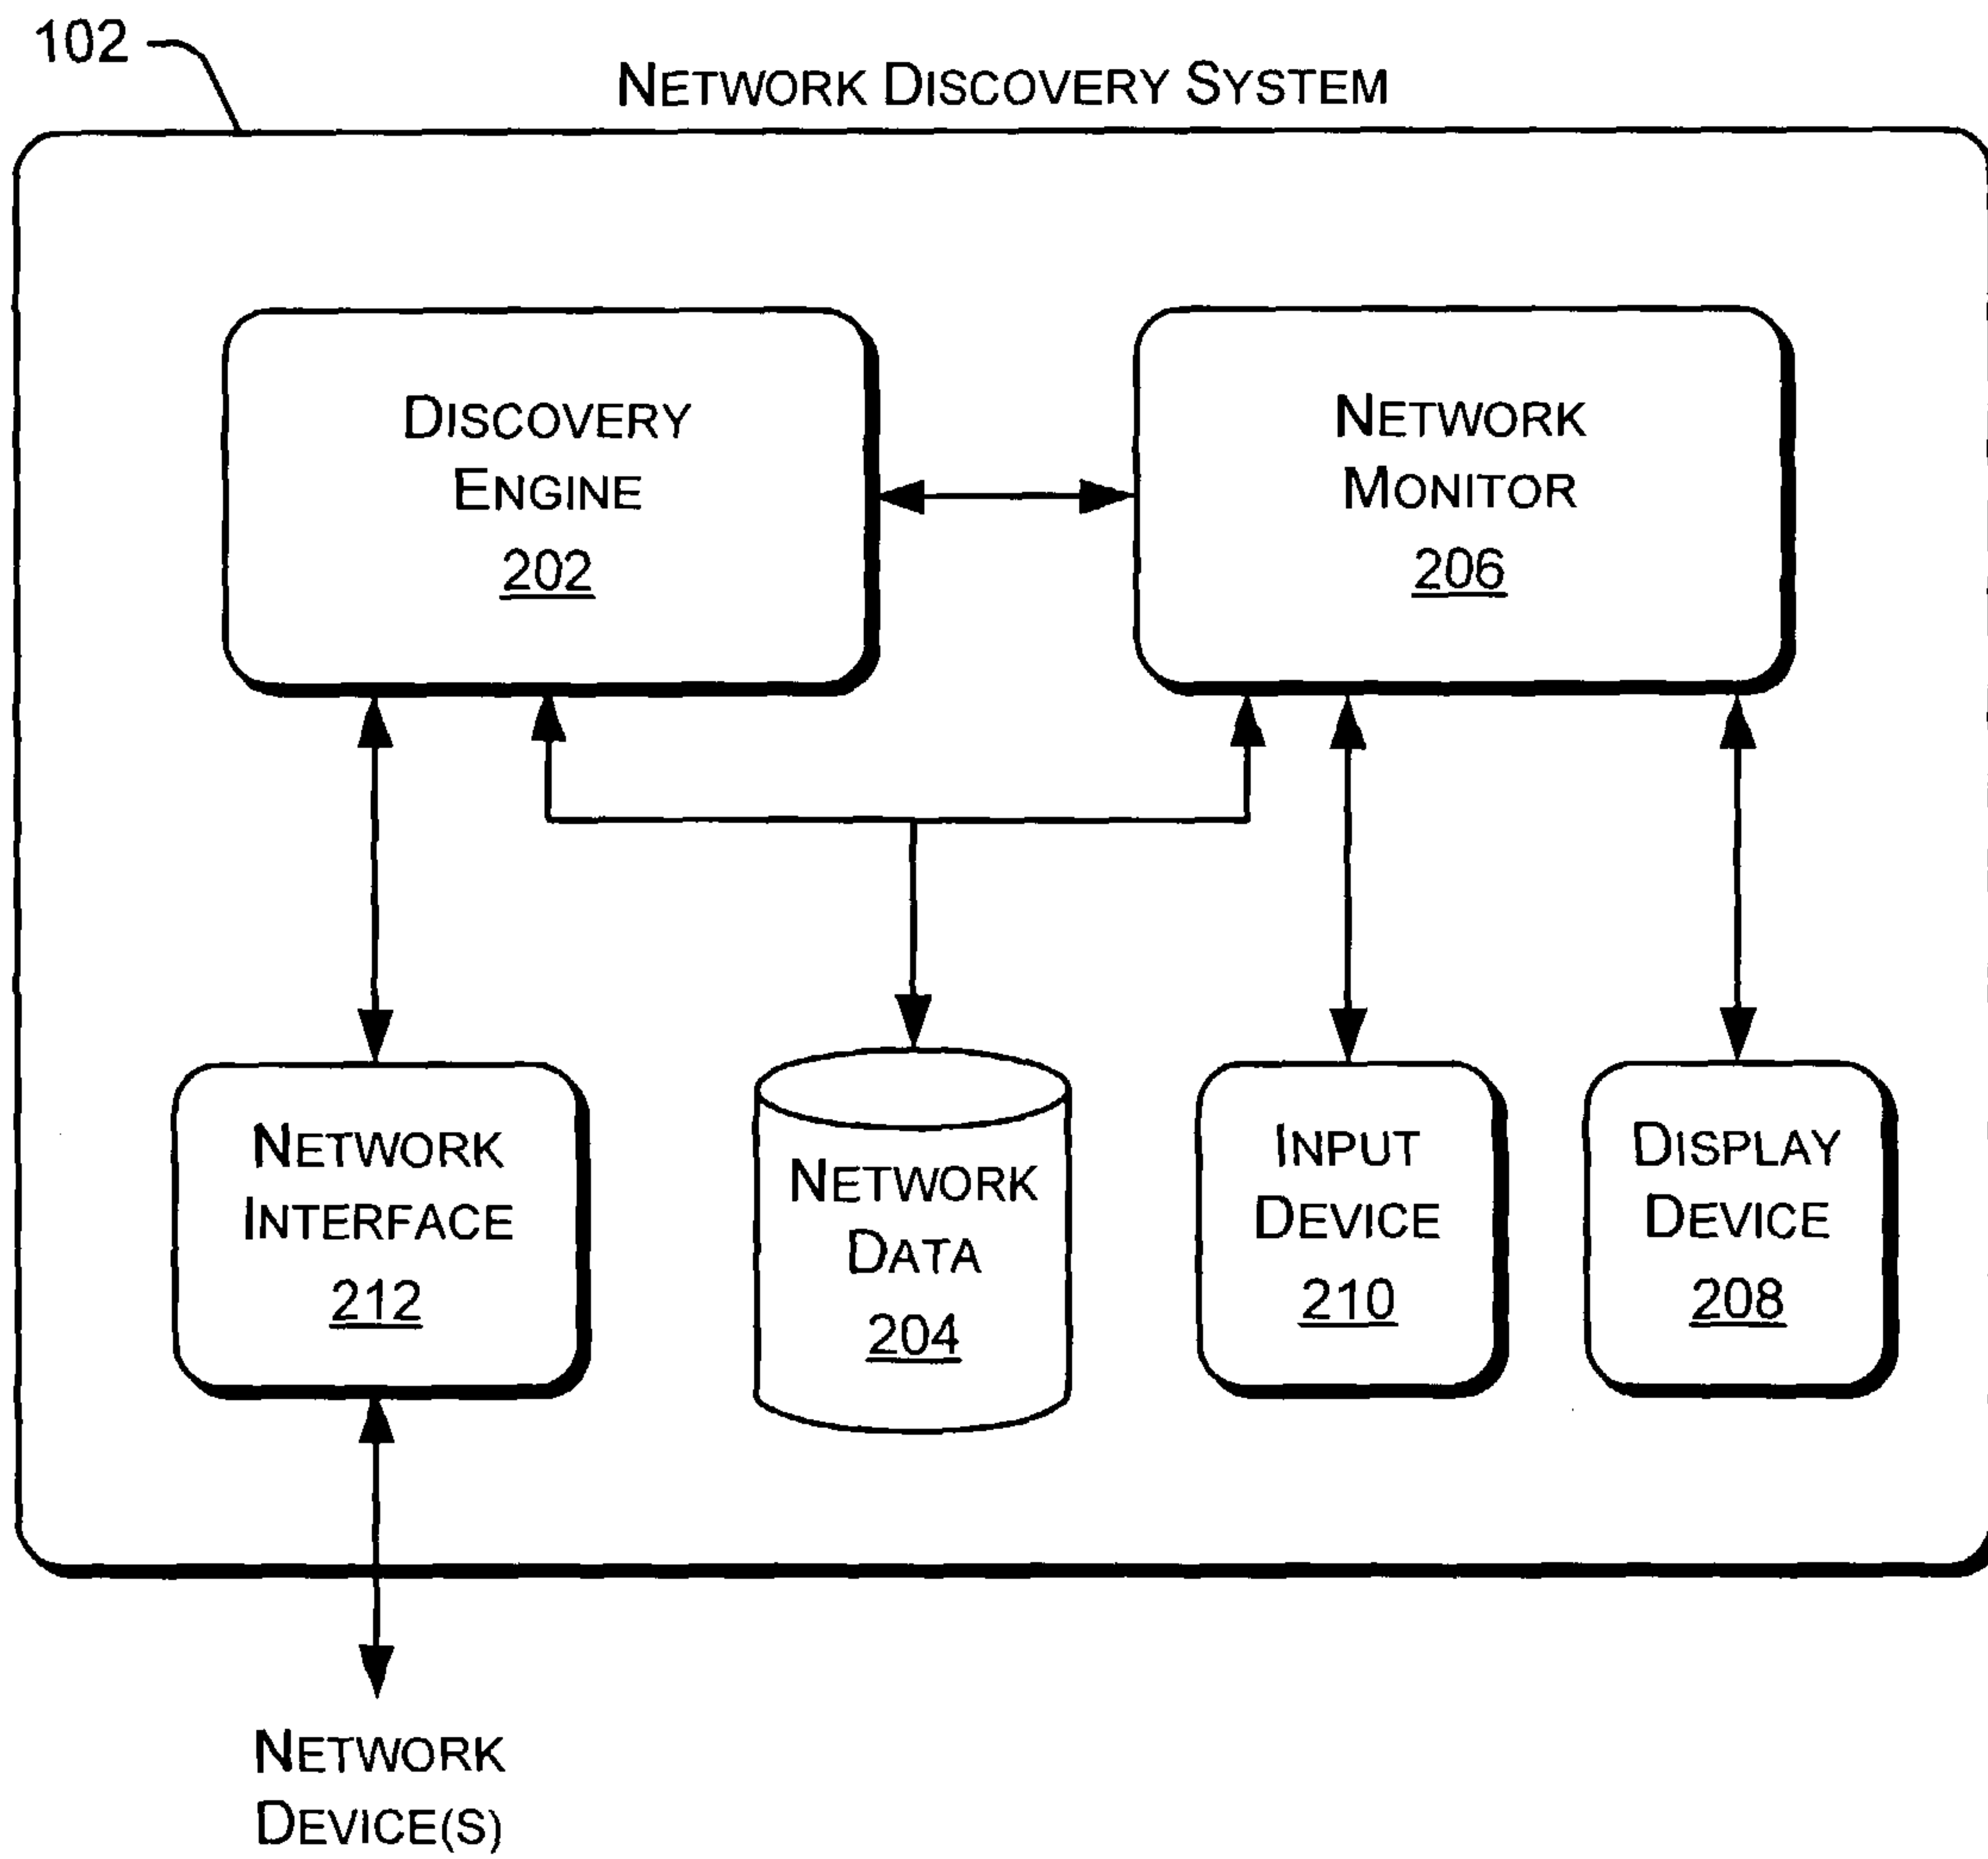 102
NETWORK DISCOVERY SYSTEM
DISCOVERY
ENGINE
202
NETWORK
MONITOR
206
NETWORK
INTERFACE
212
NETWORK
DATA
204
INPUT
DEVICE
210
DISPLAY
DEVICE
208
NETWORK
DEVICE(S)